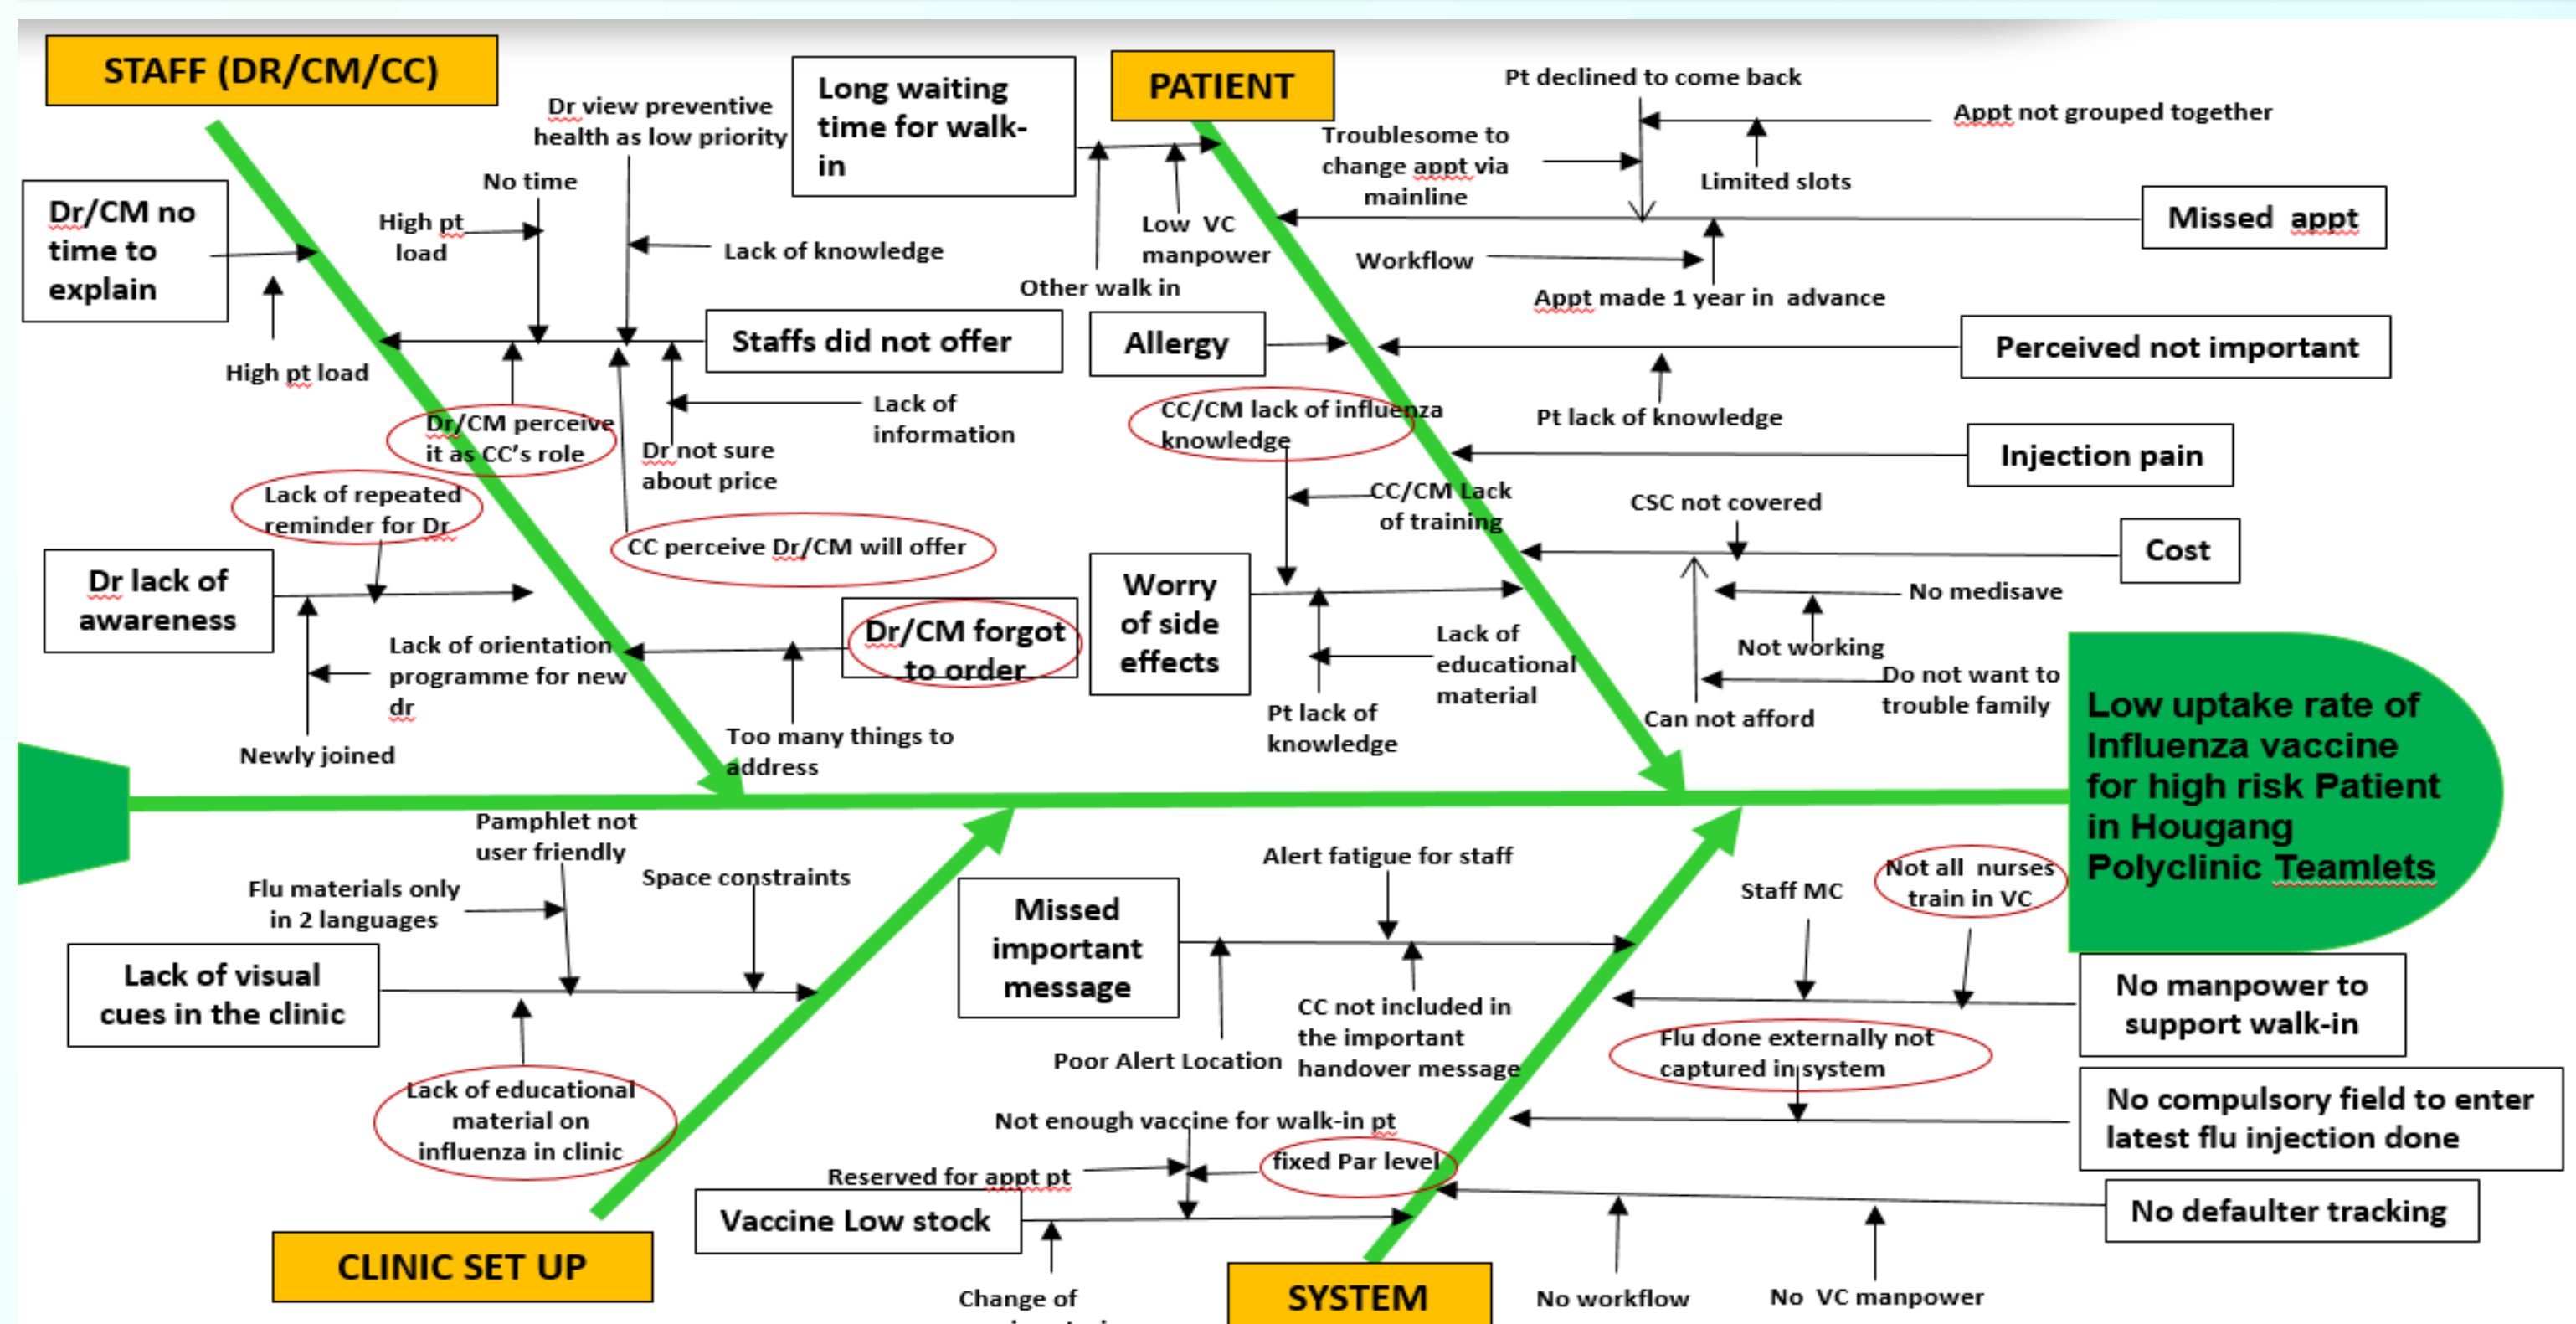 STAFF (DR/CM/CC)
Dr/CM no
time to
explain
High pt load
No time
High pt
load
Dr view preventive
health as low priority
Lack of knowledge
Staffs did not offer
Dr/CM perceive
it as CC's role
Lack of
information
Dr not sure
about price
CC perceive Dr/CM will offer
Lack of repeated
reminder for Dr
Dr lack of
awareness
Lack of orientation
programme for new
dr
Newly joined
Dr/CM forgot
to order
Too many things to
address
PATIENT
Long waiting
time for walk-
in
Other walk in
Low VC
manpower
Pt declined to come back
Appt not grouped together
Limited slots
Troublesome to
change appt via
mainline
Missed appt
Workflow
Appt made 1 year in advance
Allergy
Perceived not important
Pt lack of knowledge
CC/CM lack of influenza
knowledge
CC/CM Lack
of training
Injection pain
CSC not covered
Cost
No medisave
Not working
Do not want to
trouble family
Can not afford
Worry
of side
effects
Lack of
educational
material
Pt lack of
knowledge
Low uptake rate of
Influenza vaccine
for high risk Patient
in Hougang
Polyclinic Teamlets
Pamphlet not
user friendly
Flu materials only
in 2 languages
Space constraints
Lack of visual
cues in the clinic
Lack of educational
material on
influenza in clinic
CLINIC SET UP
Missed
important
message
Alert fatigue for staff
Poor Alert Location
CC not included in
the important
handover message
Staff MC
Not all nurses
train in VC
No manpower to
support walk-in
Flu done externally not
captured in system
No compulsory field to enter
latest flu injection done
Not enough vaccine for walk-in pt
Reserved for appt pt
fixed Par level
Vaccine Low stock
Change of
No defaulter tracking
No workflow
No VC manpower
SYSTEM